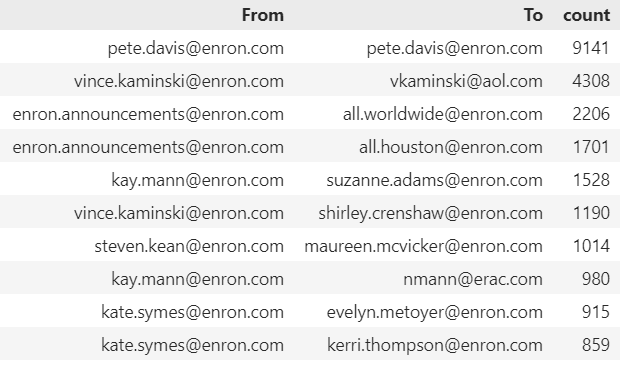 From To count
pete.davis@enron.com pete.davis@enron.com 9141
vince.kaminski@enron.com vkaminski@aol.com 4308
enron.announcements@enron.com all.worldwide@enron.com 2206
enron.announcements@enron.com all.houston@enron.com 1701
kay.mann@enron.com suzanne.adams@enron.com 1528
vince.kaminski@enron.com shirley.crenshaw@enron.com 1190
steven.kean@enron.com maureen.mcvicker@enron.com 1014
kay.mann@enron.com nmann@erac.com 980
kate.symes@enron.com evelyn.metoyer@enron.com 915
kate.symes@enron.com kerri.thompson@enron.com 859